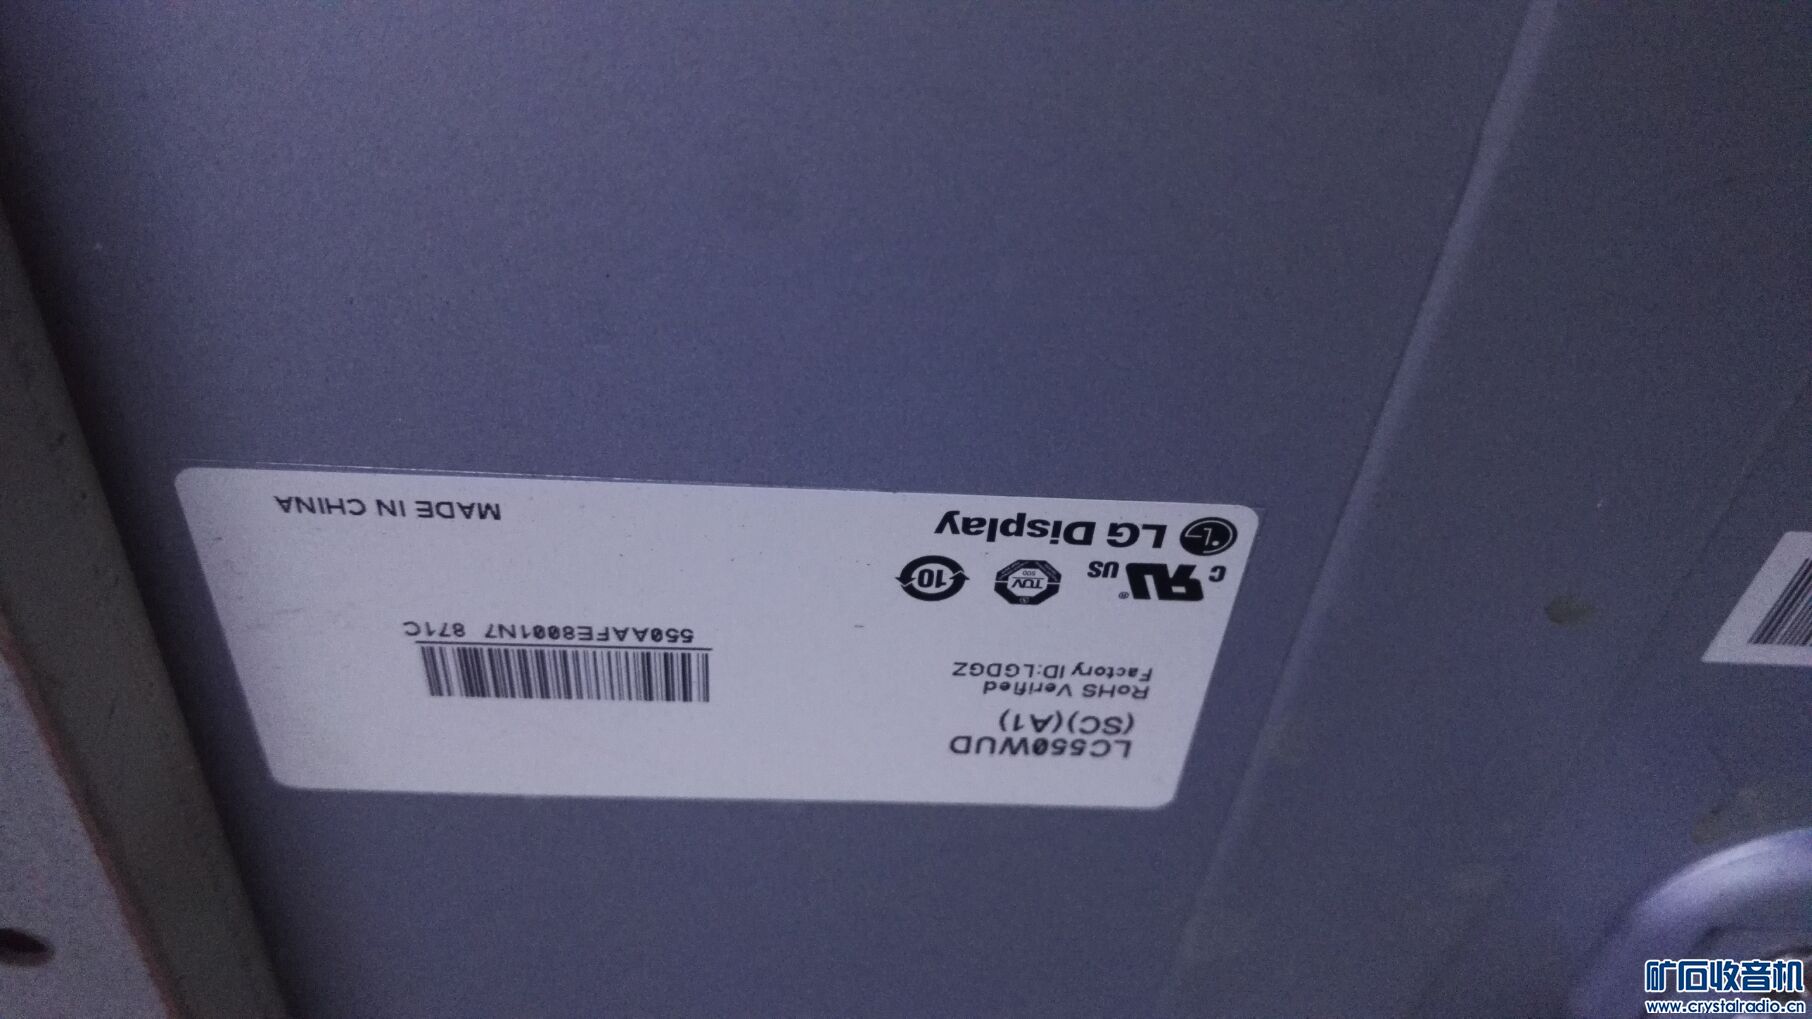 LC550WUD
(SC)(A1)
RoHS Verified
Factory ID:LGDGZ
550AAFE8001N7 871C
C UR US ®
TÜV
10
LG Display
MADE IN CHINA
矿石收音机
www.crystalradio.cn